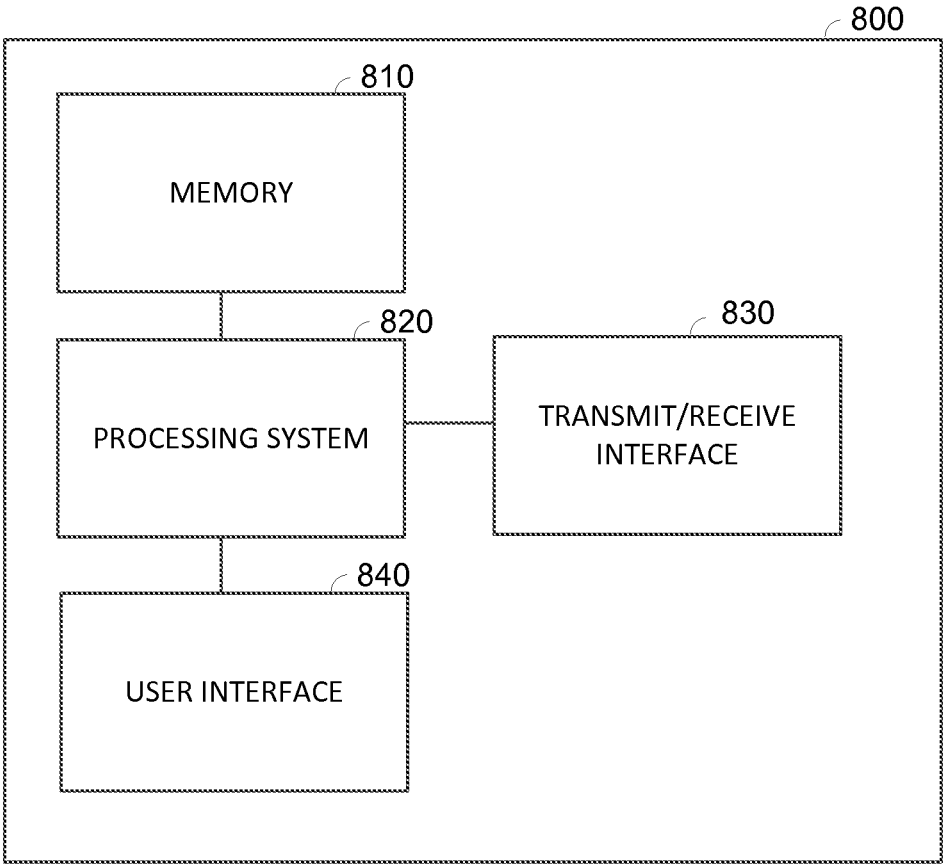 800
810
MEMORY
820
PROCESSING SYSTEM
830
TRANSMIT/RECEIVE
INTERFACE
840
USER INTERFACE